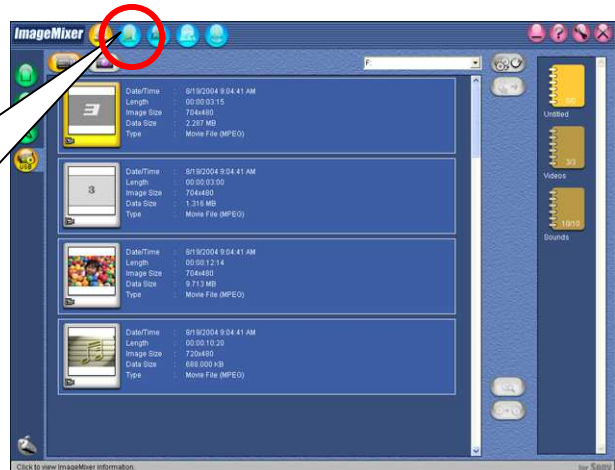 ImageMixer
F:
3
Date/Time : 8/19/2004 9:04:41 AM
Length : 00:00:03:15
Image Size : 704x480
Data Size : 2.287 MB
Type : Movie File (MPEG)
3
Date/Time : 8/19/2004 9:04:41 AM
Length : 00:00:03:00
Image Size : 704x480
Data Size : 1.316 MB
Type : Movie File (MPEG)
Date/Time : 8/19/2004 9:04:41 AM
Length : 00:00:12:14
Image Size : 704x480
Data Size : 9.713 MB
Type : Movie File (MPEG)
Date/Time : 8/19/2004 9:04:41 AM
Length : 00:00:10:20
Image Size : 720x480
Data Size : 688.000 KB
Type : Movie File (MPEG)
USB
0/0
Untitled
3/3
Videos
10/10
Sounds
Click to view ImageMixer information.
for Sony